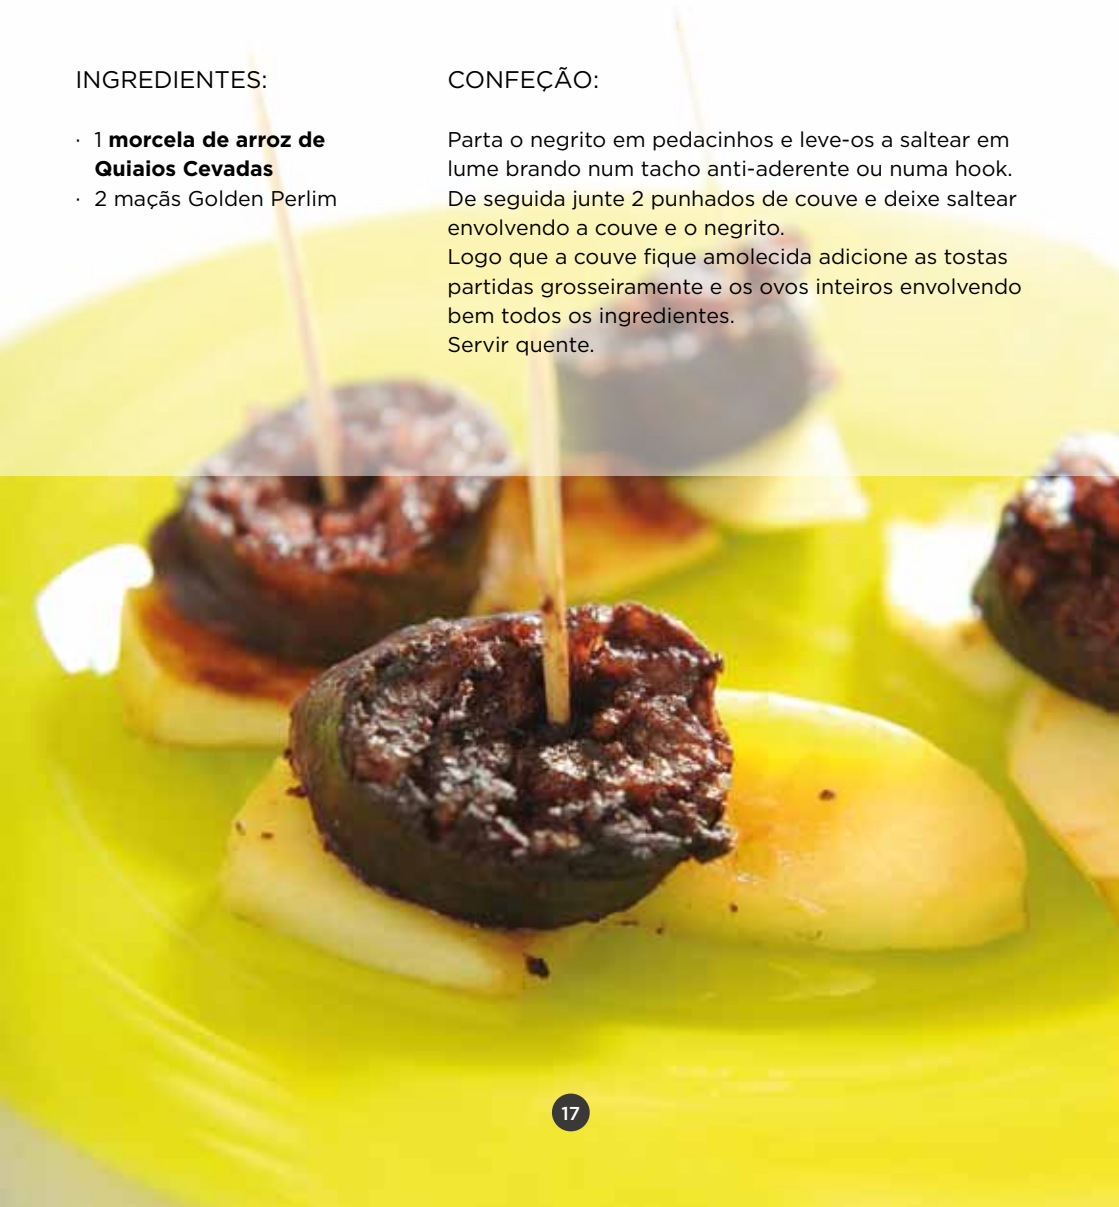 INGREDIENTES:
· 1 morcela de arroz de
Quiaios Cevadas
· 2 maçãs Golden Perlim
CONFEÇÃO:
Parta o negrito em pedacinhos e leve-os a saltear em
lume brando num tacho anti-aderente ou numa hook.
De seguida junte 2 punhados de couve e deixe saltear
envolvendo a couve e o negrito.
Logo que a couve fique amolecida adicione as tostas
partidas grosseiramente e os ovos inteiros envolvendo
bem todos os ingredientes.
Servir quente.
17